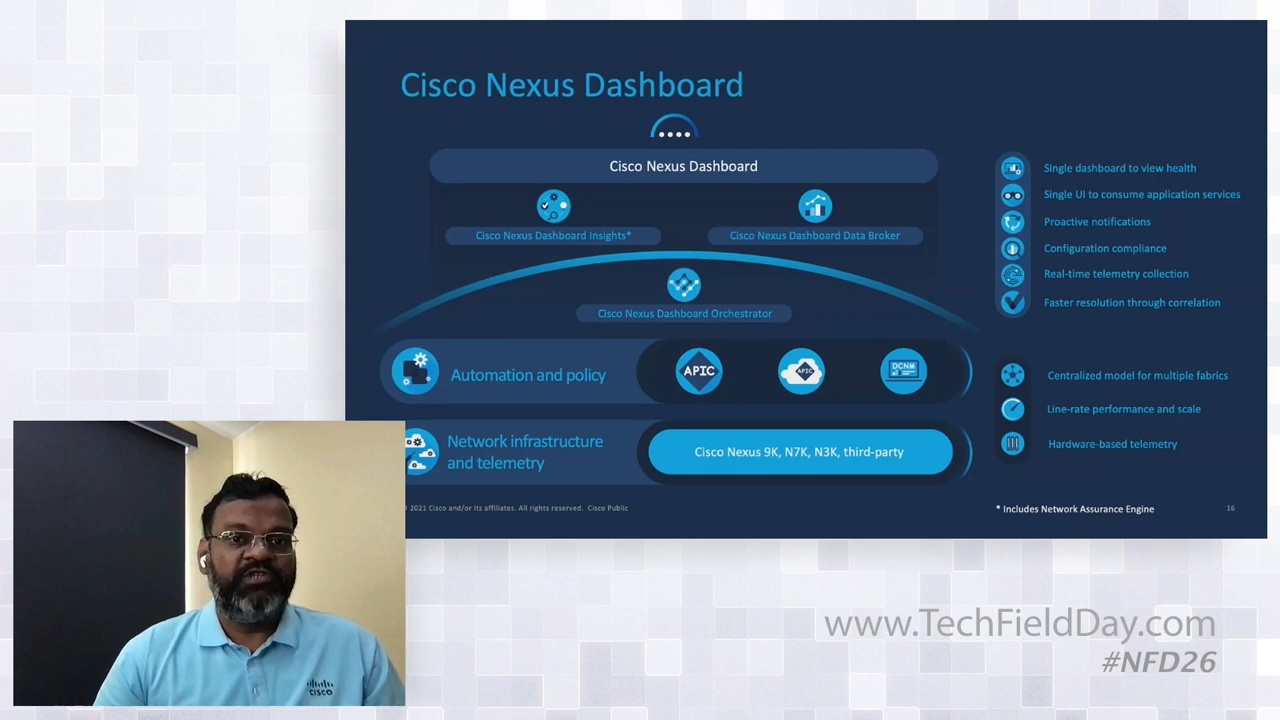 Cisco Nexus Dashboard
Cisco Nexus Dashboard
Cisco Nexus Dashboard Insights*
Cisco Nexus Dashboard Data Broker
Cisco Nexus Dashboard Orchestrator
Automation and policy
APIC
APIC
DCNM
Network infrastructure
and telemetry
Cisco Nexus 9K, N7K, N3K, third-party
Single dashboard to view health
Single UI to consume application services
Proactive notifications
Configuration compliance
Real-time telemetry collection
Faster resolution through correlation
Centralized model for multiple fabrics
Line-rate performance and scale
Hardware-based telemetry
2021 Cisco and/or its affiliates. All rights reserved. Cisco Public
* Includes Network Assurance Engine
16
CISCO
www.TechFieldDay.com
#NFD26